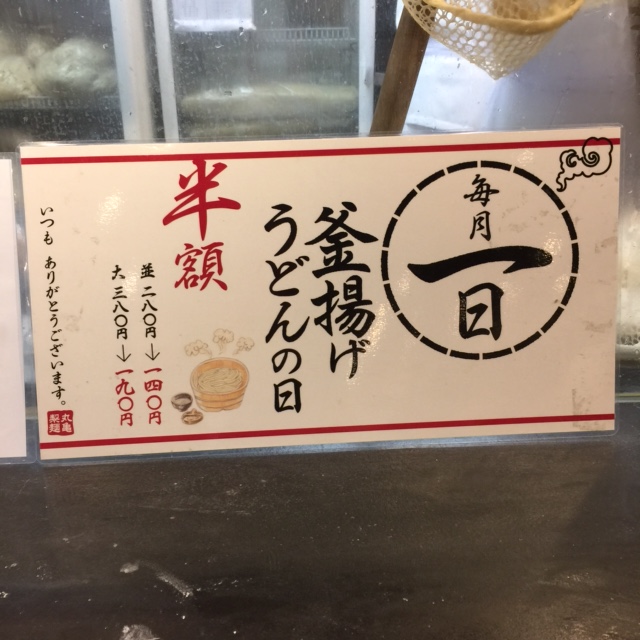 毎月
一日
釜揚げ
うどんの日
半額
並 二八〇円→一四〇円
大 三八〇円→一九〇円
いつも ありがとうございます。
丸亀
製麺